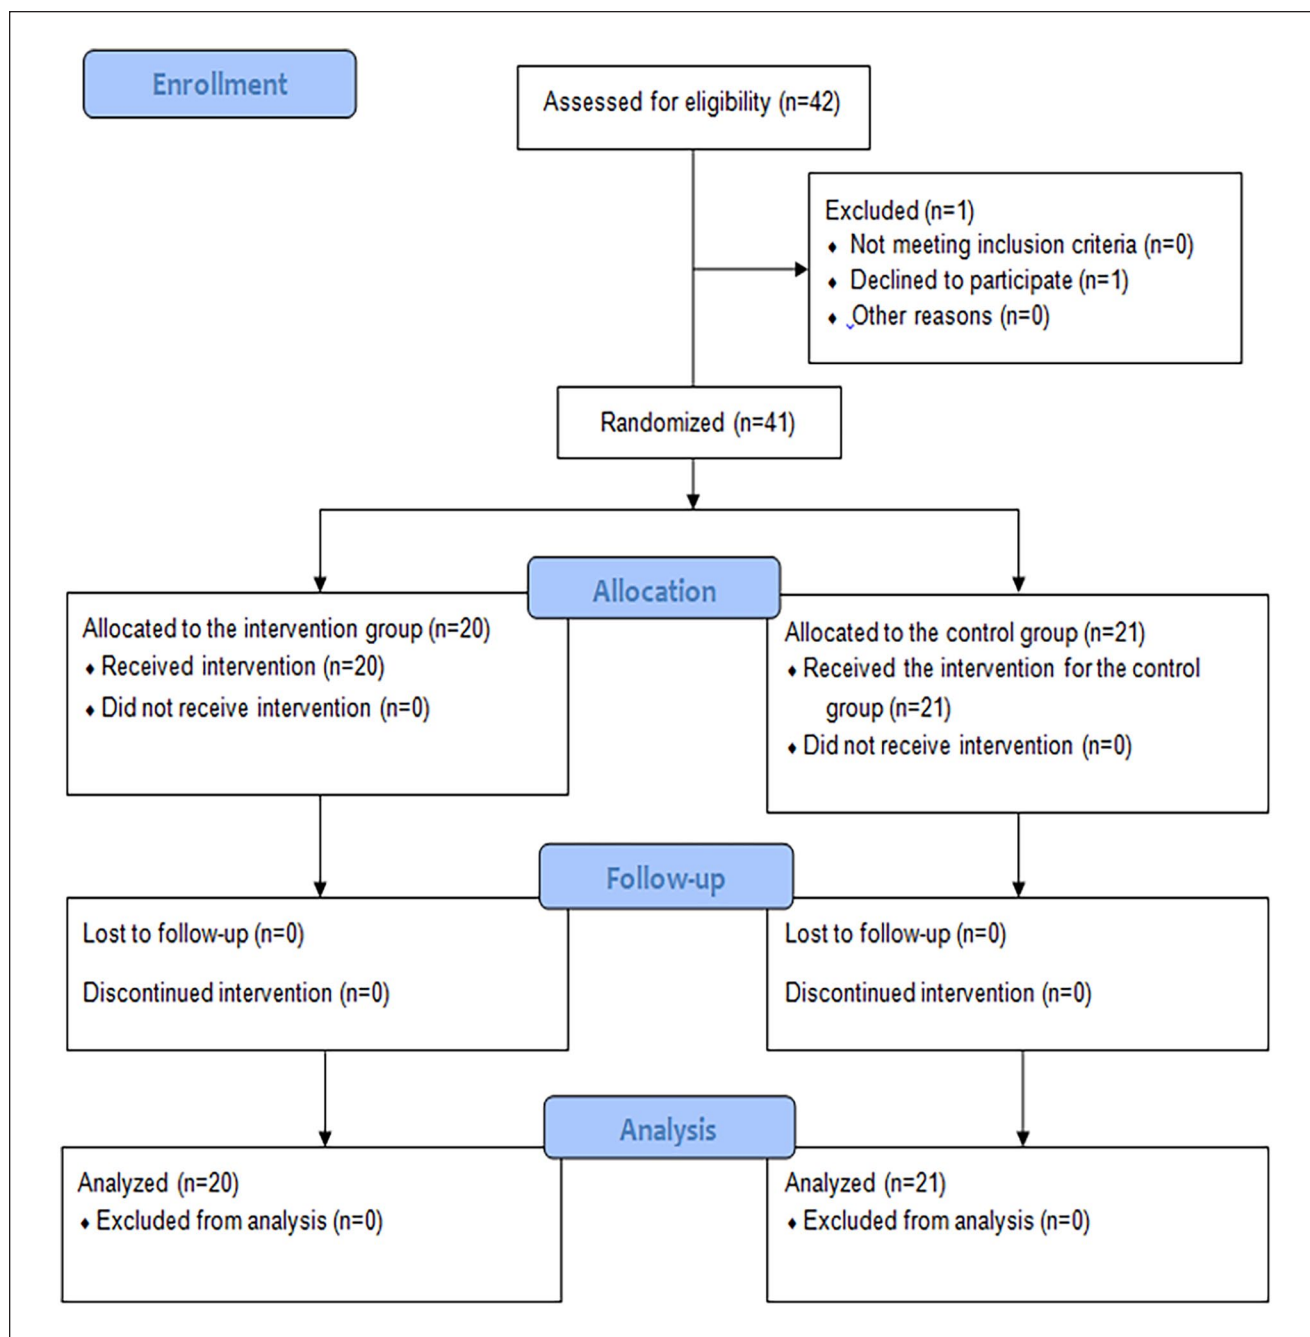 Enrollment
Assessed for eligibility (n=42)
Excluded (n=1)
⬧ Not meeting inclusion criteria (n=0)
⬧ Declined to participate (n=1)
⬧ Other reasons (n=0)
Randomized (n=41)
Allocation
Allocated to the intervention group (n=20)
⬧ Received intervention (n=20)
⬧ Did not receive intervention (n=0)
Allocated to the control group (n=21)
⬧ Received the intervention for the control
group (n=21)
⬧ Did not receive intervention (n=0)
Follow-up
Lost to follow-up (n=0)
Discontinued intervention (n=0)
Lost to follow-up (n=0)
Discontinued intervention (n=0)
Analysis
Analyzed (n=20)
⬧ Excluded from analysis (n=0)
Analyzed (n=21)
⬧ Excluded from analysis (n=0)